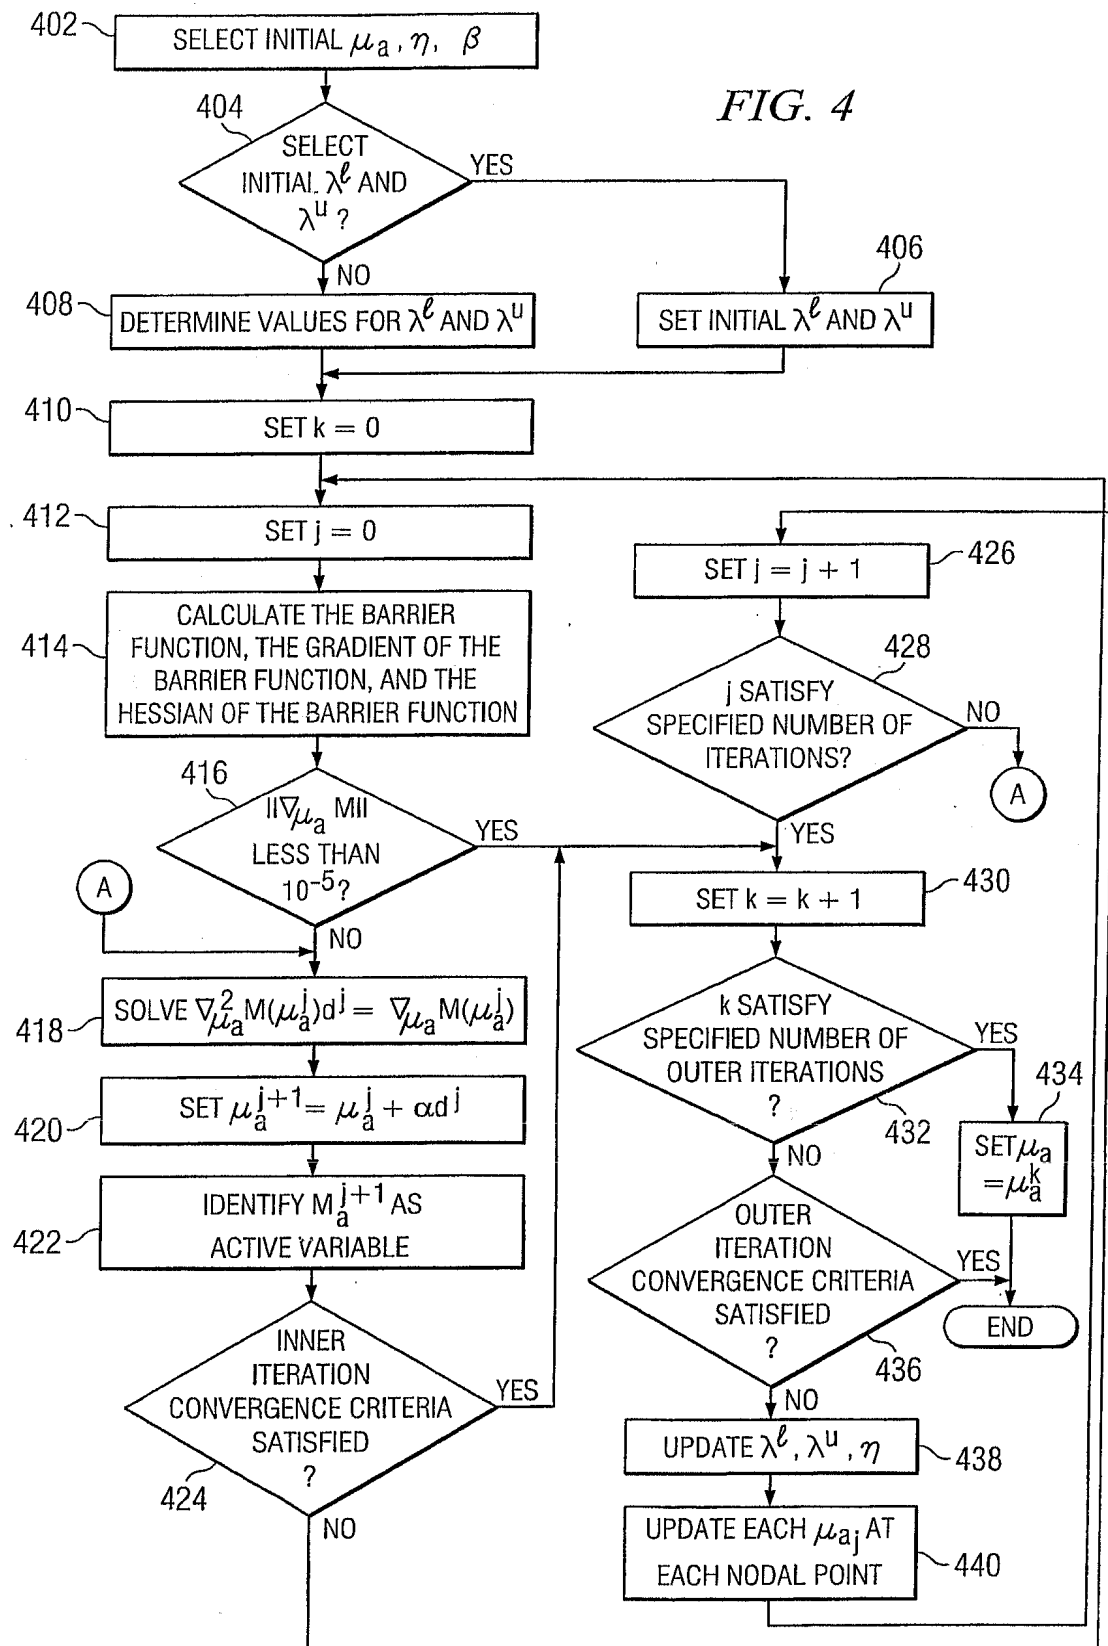 FIG. 4
402
SELECT INITIAL μa, η, β
404
SELECT
INITIAL λℓ AND
λu ?
YES
NO
406
SET INITIAL λℓ AND λu
408
DETERMINE VALUES FOR λℓ AND λu
410
SET k = 0
412
SET j = 0
414
CALCULATE THE BARRIER
FUNCTION, THE GRADIENT OF THE
BARRIER FUNCTION, AND THE
HESSIAN OF THE BARRIER FUNCTION
416
||∇μa M||
LESS THAN
10⁻⁵?
YES
NO
A
418
SOLVE ∇²μa M(μaʲ)dʲ = ∇μa M(μaʲ)
420
SET μaʲ⁺¹ = μaʲ + αdʲ
422
IDENTIFY Maʲ⁺¹ AS
ACTIVE VARIABLE
424
INNER
ITERATION
CONVERGENCE CRITERIA
SATISFIED
?
YES
NO
426
SET j = j + 1
428
j SATISFY
SPECIFIED NUMBER OF
ITERATIONS?
NO
A
YES
430
SET k = k + 1
432
k SATISFY
SPECIFIED NUMBER OF
OUTER ITERATIONS
?
YES
NO
434
SET μa
= μaᵏ
436
OUTER
ITERATION
CONVERGENCE CRITERIA
SATISFIED
?
YES
END
NO
438
UPDATE λℓ, λu, η
440
UPDATE EACH μaj AT
EACH NODAL POINT